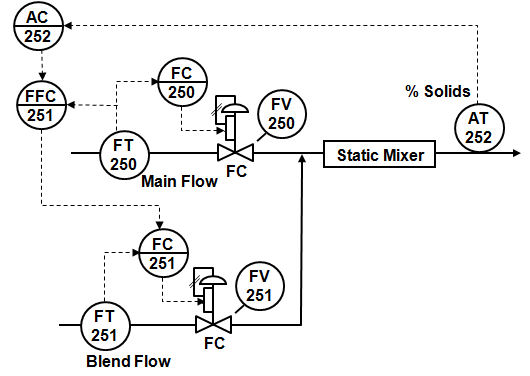 AC
252
FFC
251
FC
250
FV
250
% Solids
AT
252
FT
250
Main Flow
FC
Static Mixer
FC
251
FV
251
FT
251
FC
Blend Flow